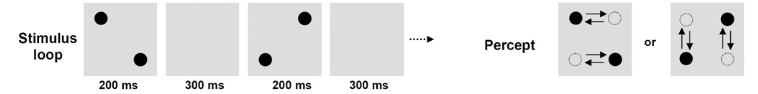 Stimulus
loop
200 ms
300 ms
200 ms
300 ms
Percept
or